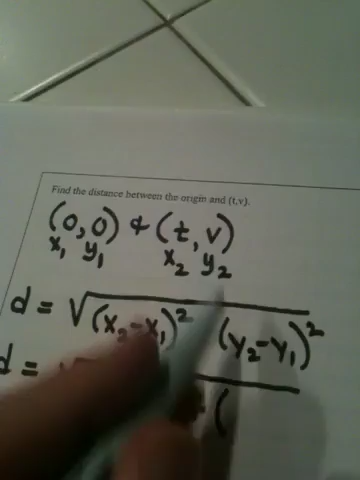 Find the distance between the origin and (t,v).
(0,0) & (t,v)
x₁ y₁ x₂ y₂
d = √(x₂-x₁)² (y₂-y₁)²
d = (